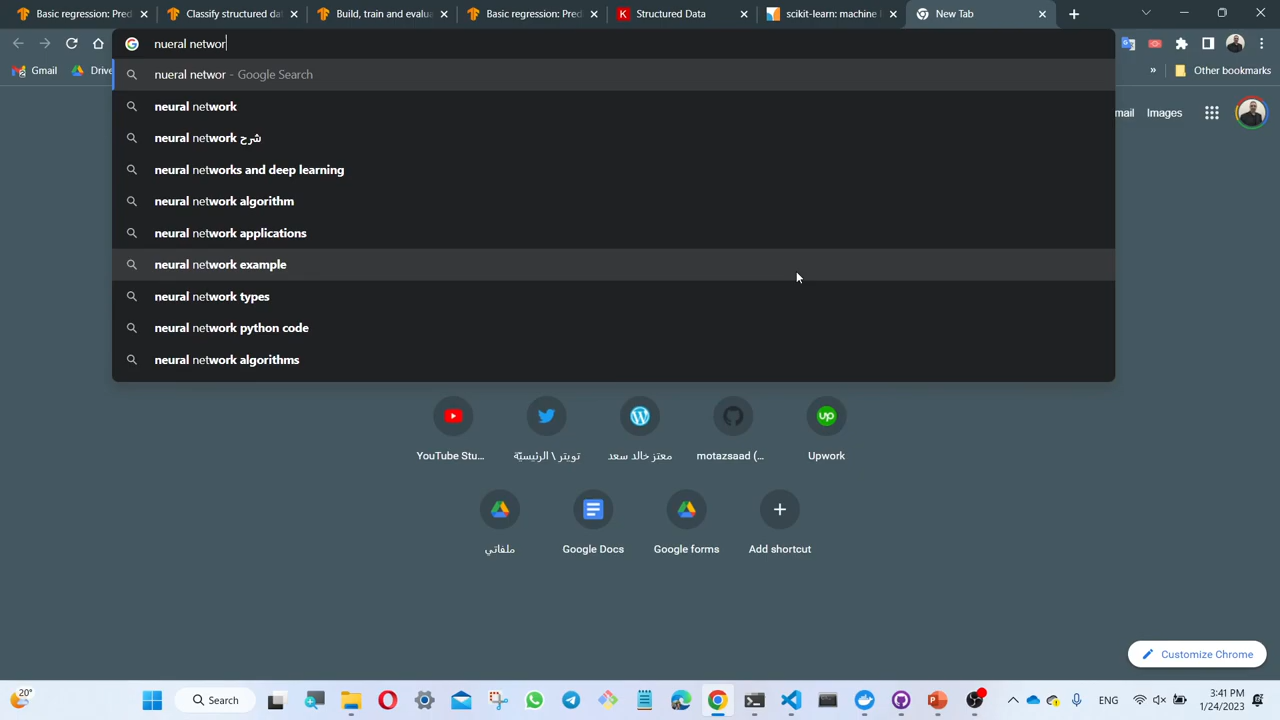 Basic regression: Pred
Classify structured da
Build, train and evalua
Basic regression: Pred
Structured Data
scikit-learn: machine l
New Tab
nueral networ
Gmail
Drive
Other bookmarks
nueral networ - Google Search
neural network
neural network شرح
neural networks and deep learning
neural network algorithm
neural network applications
neural network example
neural network types
neural network python code
neural network algorithms
mail
Images
YouTube Stu...
تويتر \ الرئيسيّة
معتز خالد سعد
motazsaad (...
Upwork
ملفاتي
Google Docs
Google forms
Add shortcut
Customize Chrome
20°
Search
ENG
3:41 PM
1/24/2023